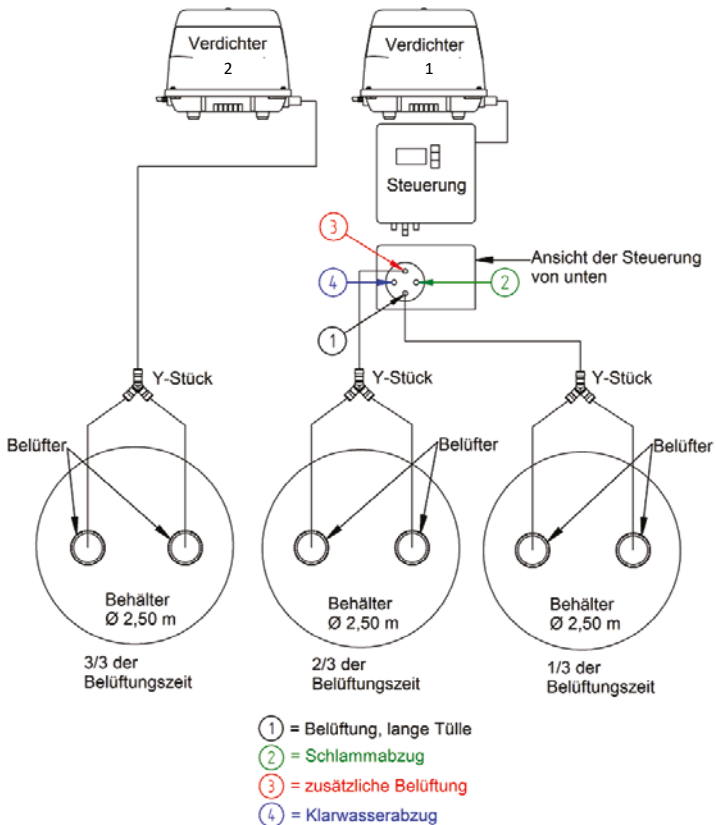 Verdichter
2
Verdichter
1
Steuerung
3
4
2
1
Ansicht der Steuerung
von unten
Y-Stück
Y-Stück
Y-Stück
Belüfter
Belüfter
Belüfter
Behälter
Ø 2,50 m
Behälter
Ø 2,50 m
Behälter
Ø 2,50 m
3/3 der
Belüftungszeit
2/3 der
Belüftungszeit
1/3 der
Belüftungszeit
1 = Belüftung, lange Tülle
2 = Schlammabzug
3 = zusätzliche Belüftung
4 = Klarwasserabzug